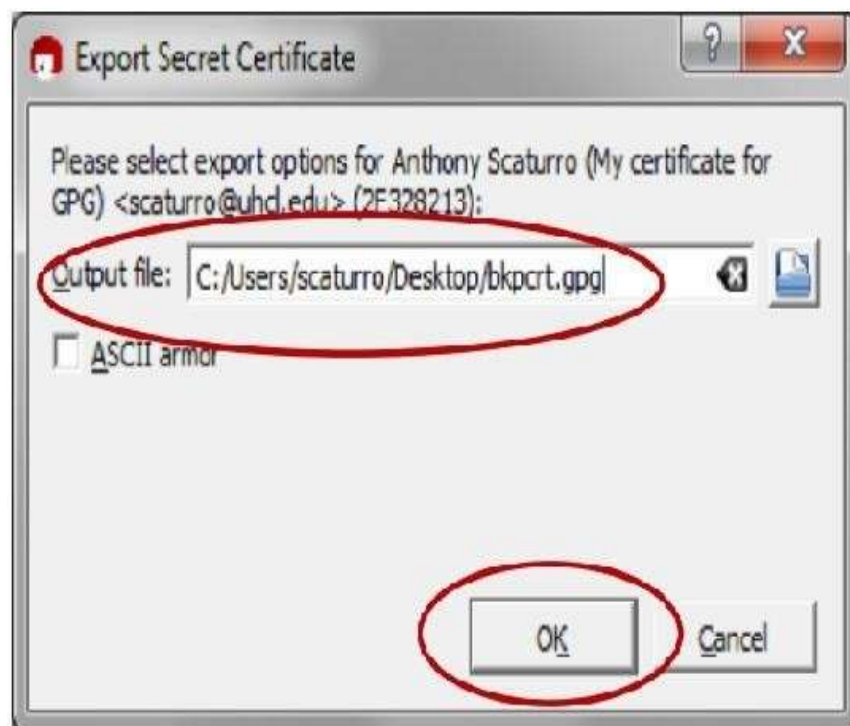 Export Secret Certificate
Please select export options for Anthony Scaturro (My certificate for
GPG) <scaturro@uhcl.edu> (2F328213):
Output file: C:/Users/scaturro/Desktop/bkpcrt.gpg
ASCII armor
OK
Cancel